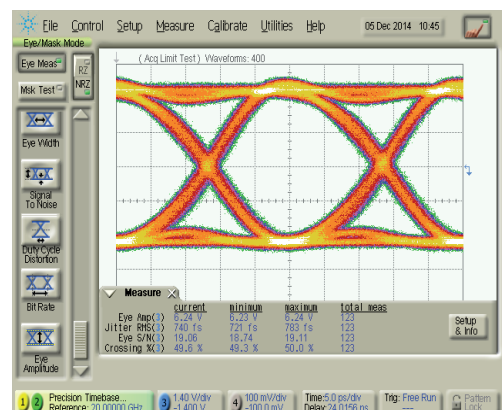 File Control Setup Measure Calibrate Utilities Help 05 Dec 2014 10:45
Eye/Mask Mode
Eye Meas
RZ
NRZ
Msk Test
( Acq Limit Test ) Waveforms: 400
Eye Width
Signal To Noise
Duty Cycle Distortion
Bit Rate
Eye Amplitude
Measure
current minimum maximum total meas
Eye Amp(3) 6.24 V 6.23 V 6.24 V 123
Jitter RMS(3) 740 fs 721 fs 783 fs 123
Eye S/N(3) 19.06 18.74 19.11 123
Crossing %(3) 49.6 % 49.3 % 50.0 % 123
Setup & Info
1 2 Precision Timebase...
Reference: 20.00000 GHz
3 1.40 V/div
-1.400 V
4 100 mV/div
-100.0 mV
Time:5.0 ps/div
Delay:24.0156 ns
Trig: Free Run
---
Pattern
Lock